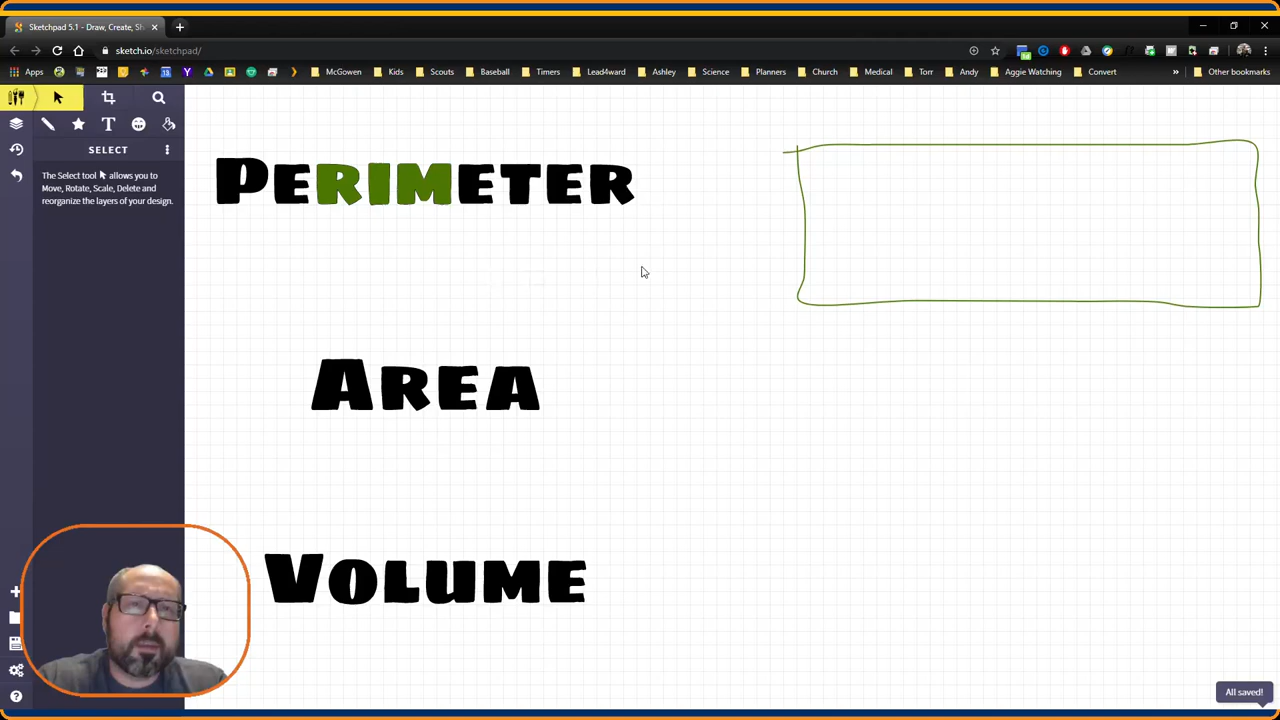 Sketchpad 5.1 - Draw, Create, Sh
sketch.io/sketchpad/
Apps
McGowen
Kids
Scouts
Baseball
Timers
Lead4ward
Ashley
Science
Planners
Church
Medical
Torr
Andy
Aggie Watching
Convert
»
Other bookmarks
SELECT
The Select tool allows you to
Move, Rotate, Scale, Delete and
reorganize the layers of your design.
PERIMETER
AREA
VOLUME
All saved!